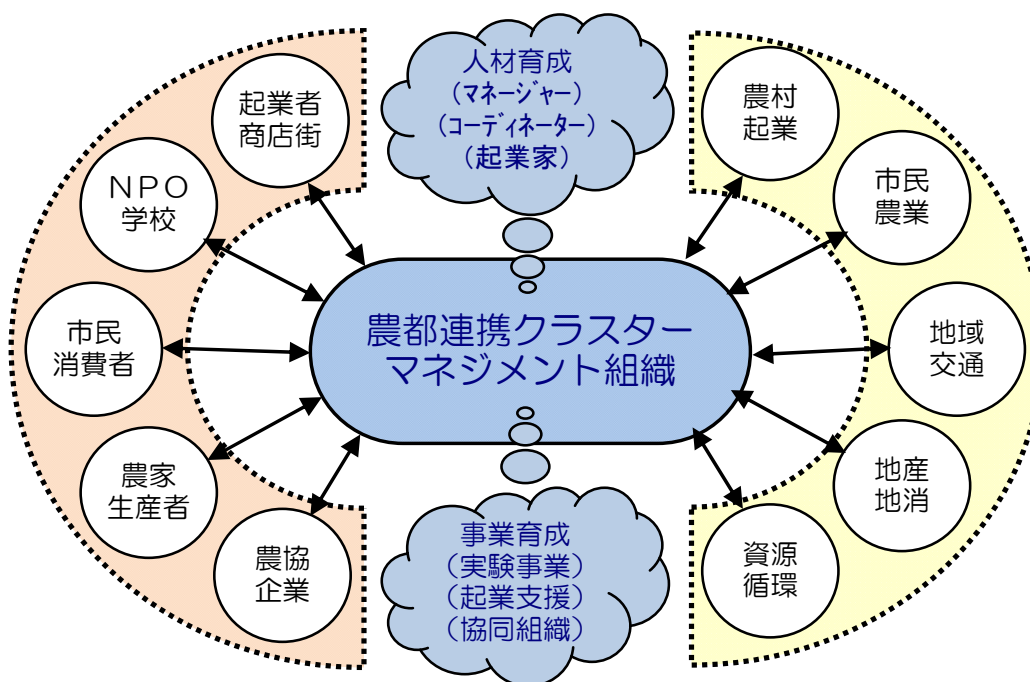 人材育成
(マネージャー)
(コーディネーター)
(起業家)
起業者
商店街
NPO
学校
市民
消費者
農家
生産者
農協
企業
農都連携クラスター
マネジメント組織
農村
起業
市民
農業
地域
交通
地産
地消
資源
循環
事業育成
(実験事業)
(起業支援)
(協同組織)